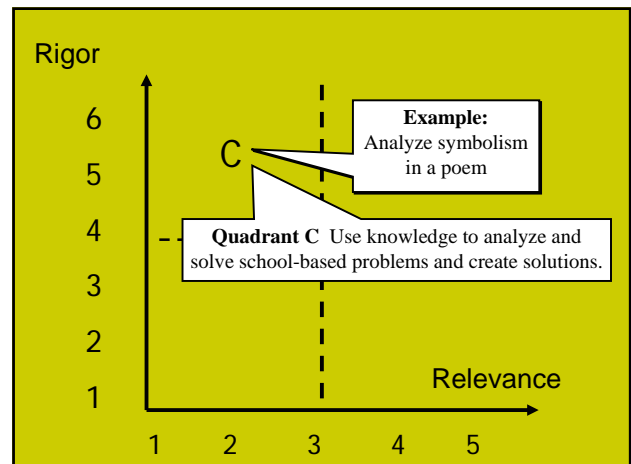 Rigor
6
5
4
3
2
1
C
Example:
Analyze symbolism
in a poem
Quadrant C Use knowledge to analyze and
solve school-based problems and create solutions.
Relevance
1 2 3 4 5